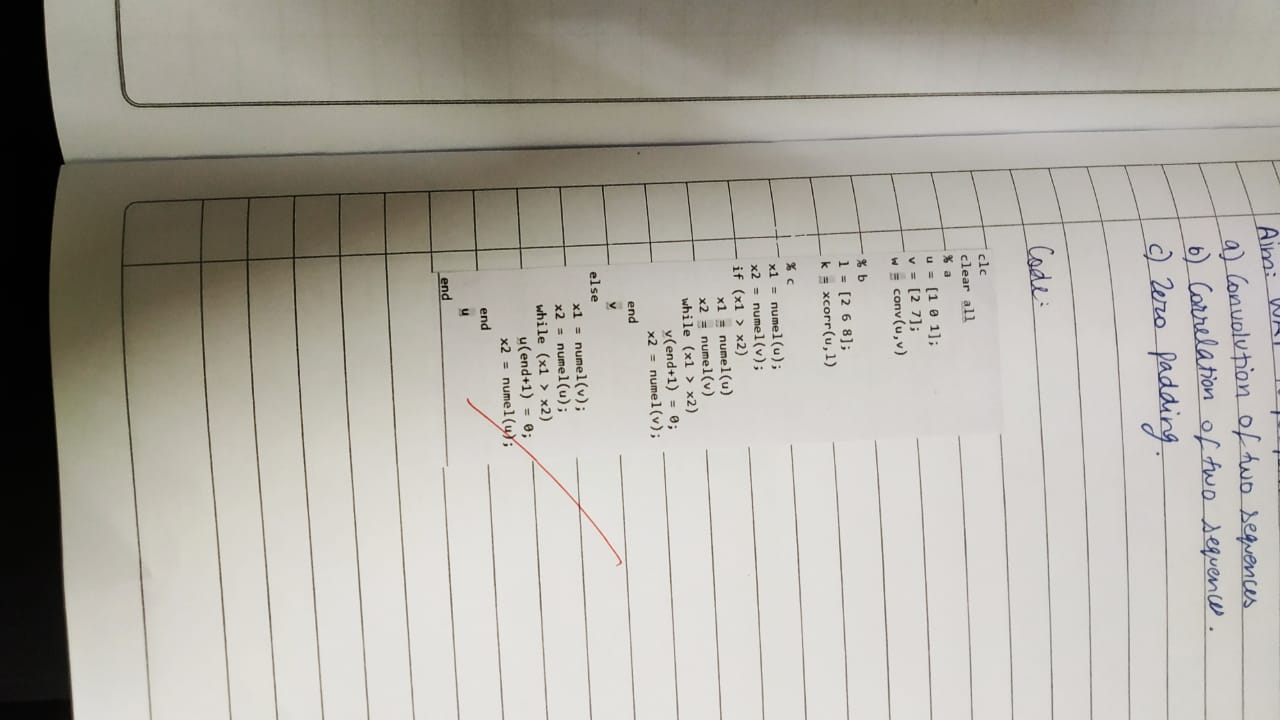 Aim:
a) Convolution of two sequences
b) Correlation of two sequences.
c) Zero padding.
Code:
clc
clear all
% a
u = [1 0 1];
v = [2 7];
w = conv(u,v)
% b
l = [2 6 8];
k = xcorr(u,l)
% c
x1 = numel(u);
x2 = numel(v);
if (x1 > x2)
x1 = numel(u)
x2 = numel(v)
while (x1 > x2)
v(end+1) = 0;
x2 = numel(v);
end
v
else
x1 = numel(v);
x2 = numel(u);
while (x1 > x2)
u(end+1) = 0;
x2 = numel(u);
end
u
end